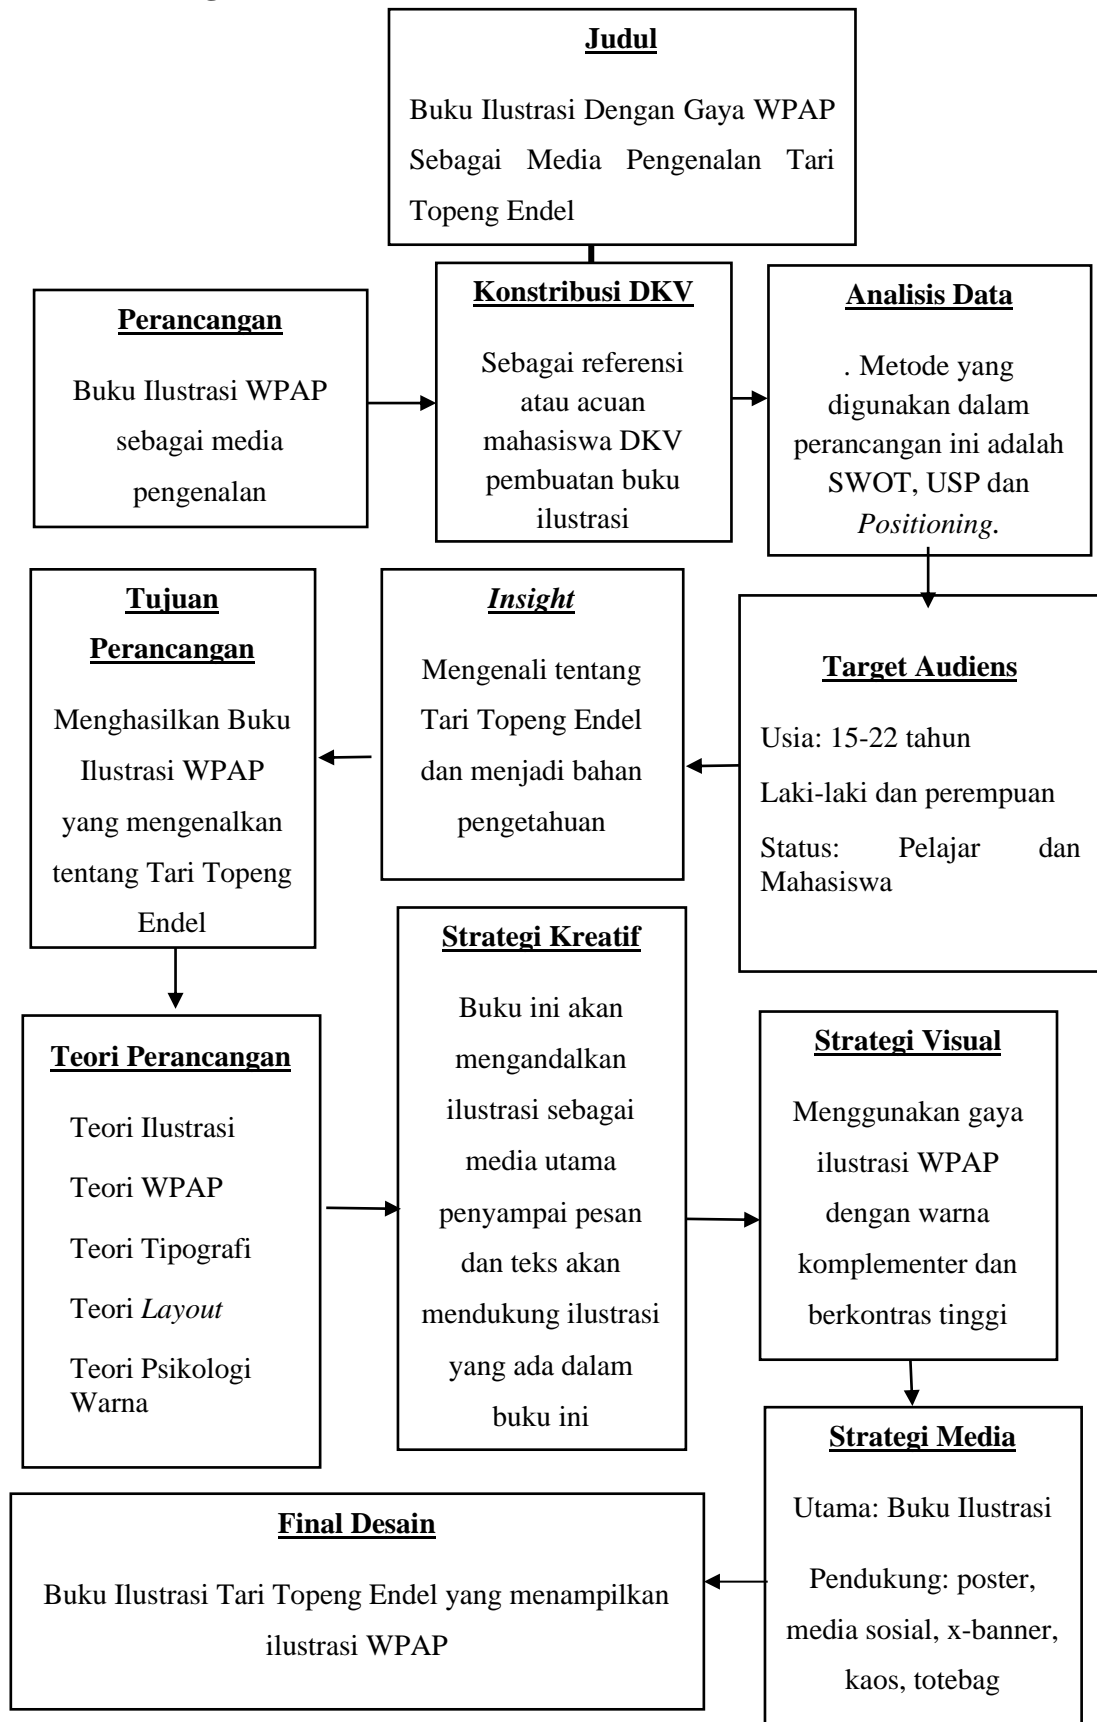 Judul
Buku Ilustrasi Dengan Gaya WPAP
Sebagai Media Pengenalan Tari
Topeng Endel
Perancangan
Buku Ilustrasi WPAP
sebagai media
pengenalan
Konstribusi DKV
Sebagai referensi
atau acuan
mahasiswa DKV
pembuatan buku
ilustrasi
Analisis Data
. Metode yang
digunakan dalam
perancangan ini adalah
SWOT, USP dan
Positioning.
Target Audiens
Usia: 15-22 tahun
Laki-laki dan perempuan
Status: Pelajar dan
Mahasiswa
Insight
Mengenali tentang
Tari Topeng Endel
dan menjadi bahan
pengetahuan
Tujuan
Perancangan
Menghasilkan Buku
Ilustrasi WPAP
yang mengenalkan
tentang Tari Topeng
Endel
Teori Perancangan
Teori Ilustrasi
Teori WPAP
Teori Tipografi
Teori Layout
Teori Psikologi
Warna
Strategi Kreatif
Buku ini akan
mengandalkan
ilustrasi sebagai
media utama
penyampai pesan
dan teks akan
mendukung ilustrasi
yang ada dalam
buku ini
Strategi Visual
Menggunakan gaya
ilustrasi WPAP
dengan warna
komplementer dan
berkontras tinggi
Strategi Media
Utama: Buku Ilustrasi
Pendukung: poster,
media sosial, x-banner,
kaos, totebag
Final Desain
Buku Ilustrasi Tari Topeng Endel yang menampilkan
ilustrasi WPAP